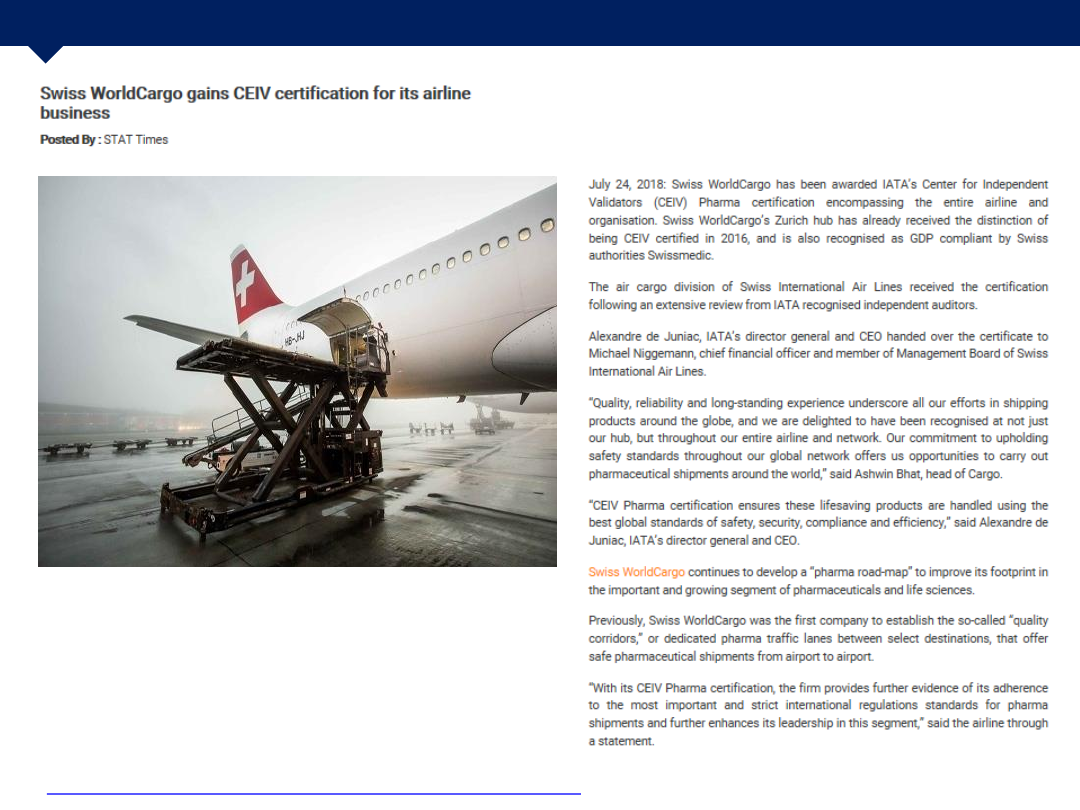 Swiss WorldCargo gains CEIV certification for its airline
business
Posted By : STAT Times
HB-JHJ
July 24, 2018: Swiss WorldCargo has been awarded IATA's Center for Independent
Validators (CEIV) Pharma certification encompassing the entire airline and
organisation. Swiss WorldCargo's Zurich hub has already received the distinction of
being CEIV certified in 2016, and is also recognised as GDP compliant by Swiss
authorities Swissmedic.
The air cargo division of Swiss International Air Lines received the certification
following an extensive review from IATA recognised independent auditors.
Alexandre de Juniac, IATA's director general and CEO handed over the certificate to
Michael Niggemann, chief financial officer and member of Management Board of Swiss
International Air Lines.
“Quality, reliability and long-standing experience underscore all our efforts in shipping
products around the globe, and we are delighted to have been recognised at not just
our hub, but throughout our entire airline and network. Our commitment to upholding
safety standards throughout our global network offers us opportunities to carry out
pharmaceutical shipments around the world,” said Ashwin Bhat, head of Cargo.
“CEIV Pharma certification ensures these lifesaving products are handled using the
best global standards of safety, security, compliance and efficiency,” said Alexandre de
Juniac, IATA's director general and CEO.
Swiss WorldCargo continues to develop a “pharma road-map” to improve its footprint in
the important and growing segment of pharmaceuticals and life sciences.
Previously, Swiss WorldCargo was the first company to establish the so-called “quality
corridors,” or dedicated pharma traffic lanes between select destinations, that offer
safe pharmaceutical shipments from airport to airport.
“With its CEIV Pharma certification, the firm provides further evidence of its adherence
to the most important and strict international regulations standards for pharma
shipments and further enhances its leadership in this segment,” said the airline through
a statement.